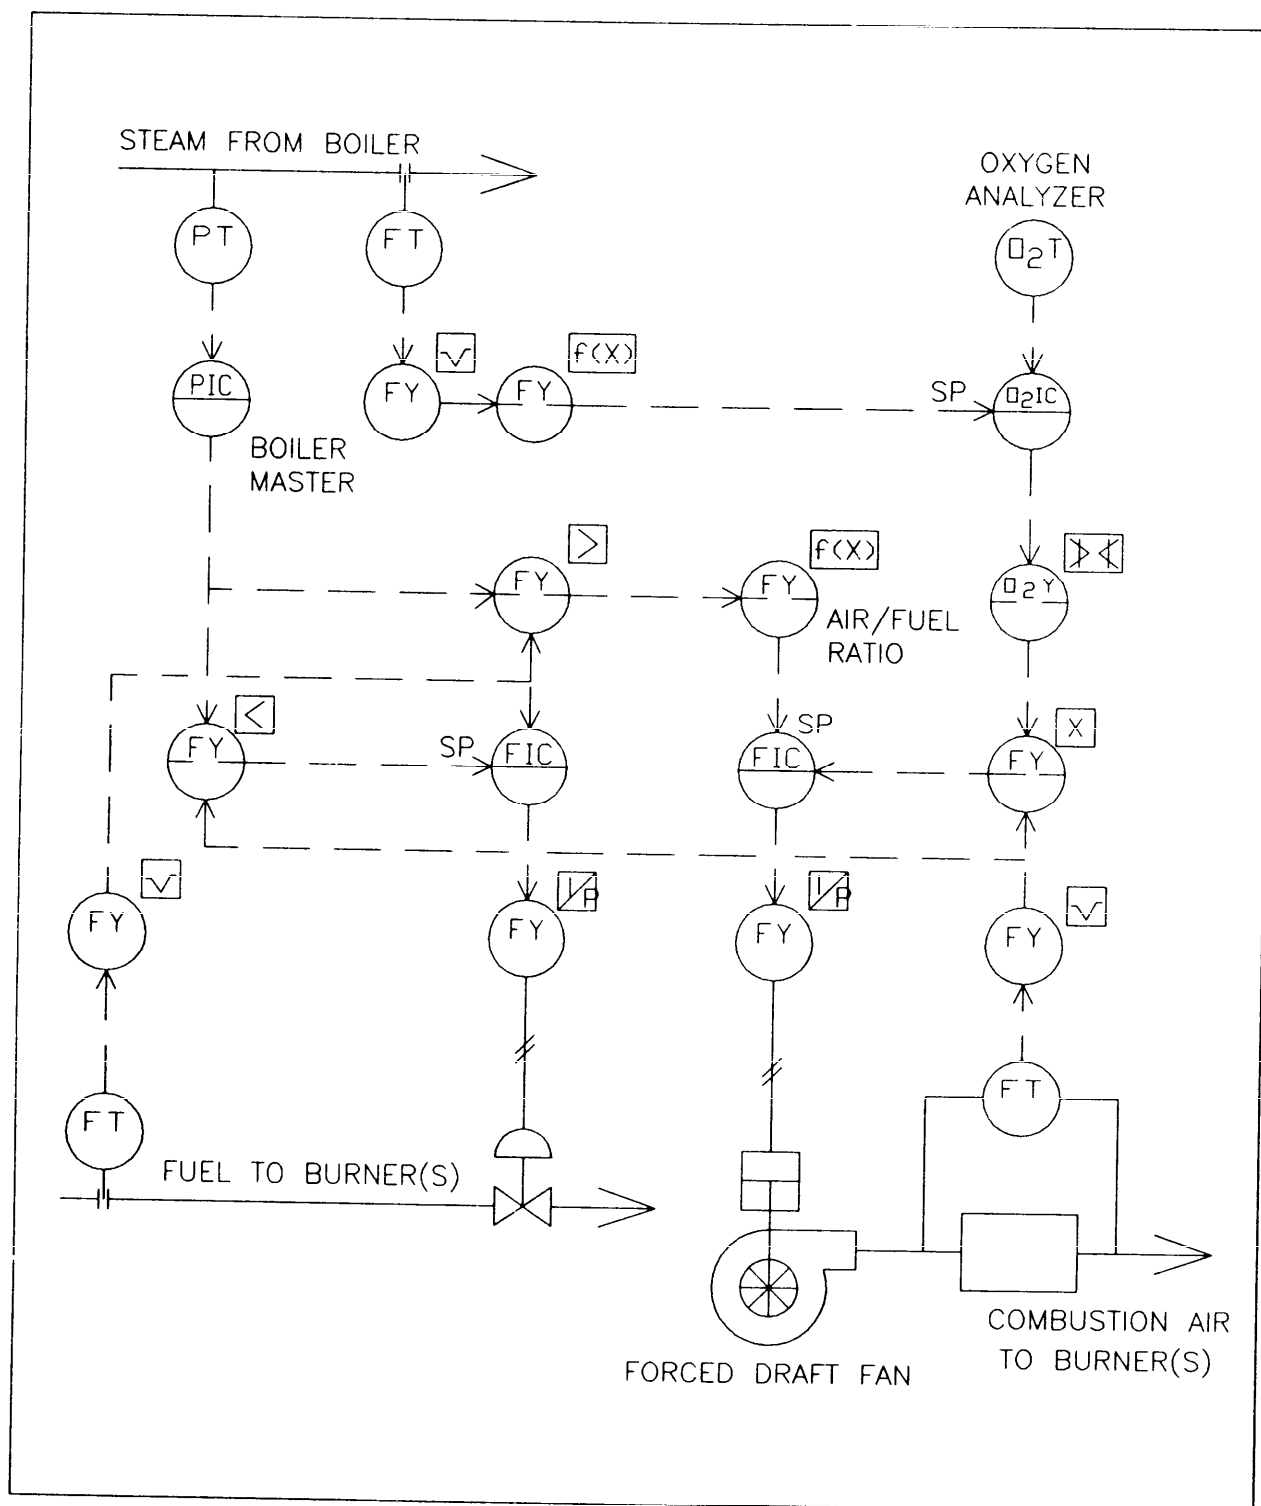 STEAM FROM BOILER
OXYGEN
ANALYZER
PT
FT
O2T
f(X)
PIC
FY
FY
SP
O2IC
BOILER
MASTER
>
f(X)
FY
FY
O2Y
AIR/FUEL
RATIO
<
SP
X
FY
SP
FIC
FIC
FY
I/P
I/P
FY
FY
FY
FY
FT
FT
FUEL TO BURNER(S)
COMBUSTION AIR
TO BURNER(S)
FORCED DRAFT FAN